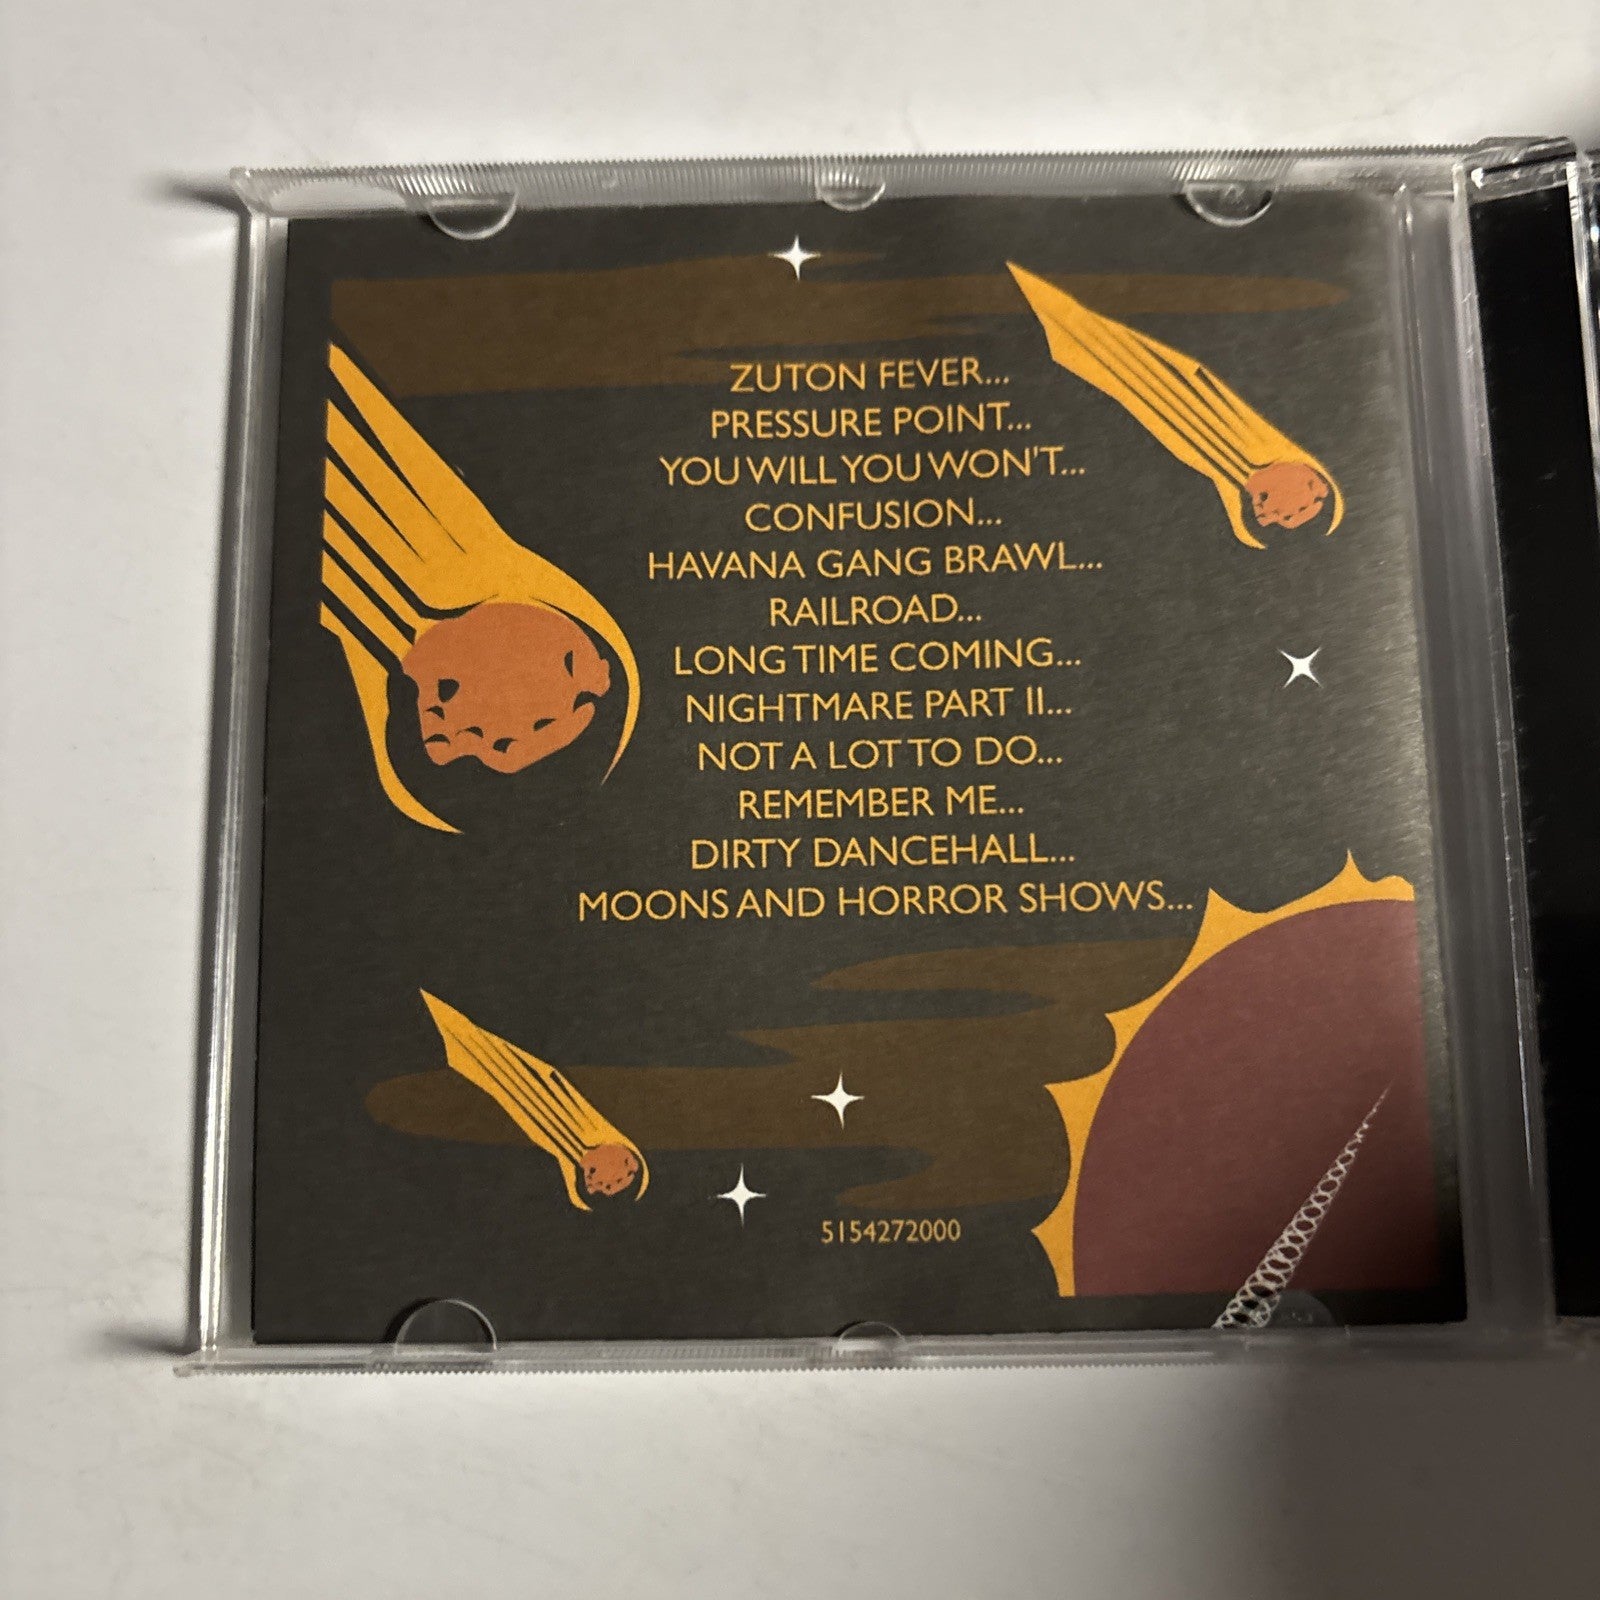 ZUTON FEVER...
PRESSURE POINT...
YOU WILL YOU WON'T...
CONFUSION...
HAVANA GANG BRAWL...
RAILROAD...
LONG TIME COMING...
NIGHTMARE PART II...
NOT A LOT TO DO...
REMEMBER ME...
DIRTY DANCEHALL...
MOONS AND HORROR SHOWS...
5154272000